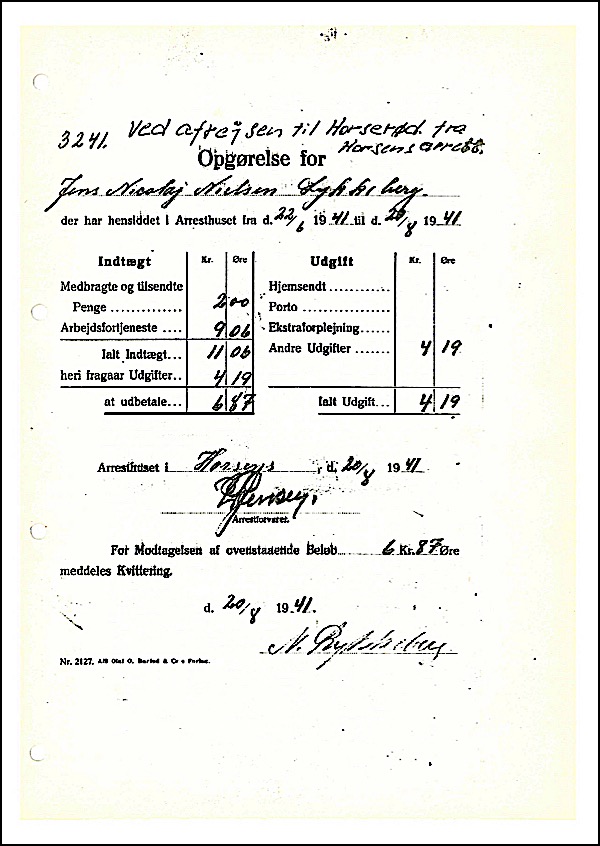 3241. Ved afrejsen til Horserød fra
Horsens arrest.
Opgørelse for
Jens Nicolaj Nielsen Lykkeberg.
der har hensiddet i Arresthuset fra d. 22/6 1941 til d. 20/8 1941
Indtægt Kr. Øre Udgift Kr. Øre
Medbragte og tilsendte Hjemsendt
Penge 2 00 Porto
Arbejdsfortjeneste 9 06 Ekstraforplejning
Ialt Indtægt 11 06 Andre Udgifter 4 19
heri fragaar Udgifter 4 19
at udbetale 6 87 Ialt Udgift 4 19
Arresthuset i Horsens, d. 20/8 1941
Arrestforvarer.
For Modtagelsen af ovenstaaende Beløb 6 Kr. 87 Øre
meddeles Kvittering.
d. 20/8 1941.
N. Lykkeberg
Nr. 2127. A/S Olaf O. & Co